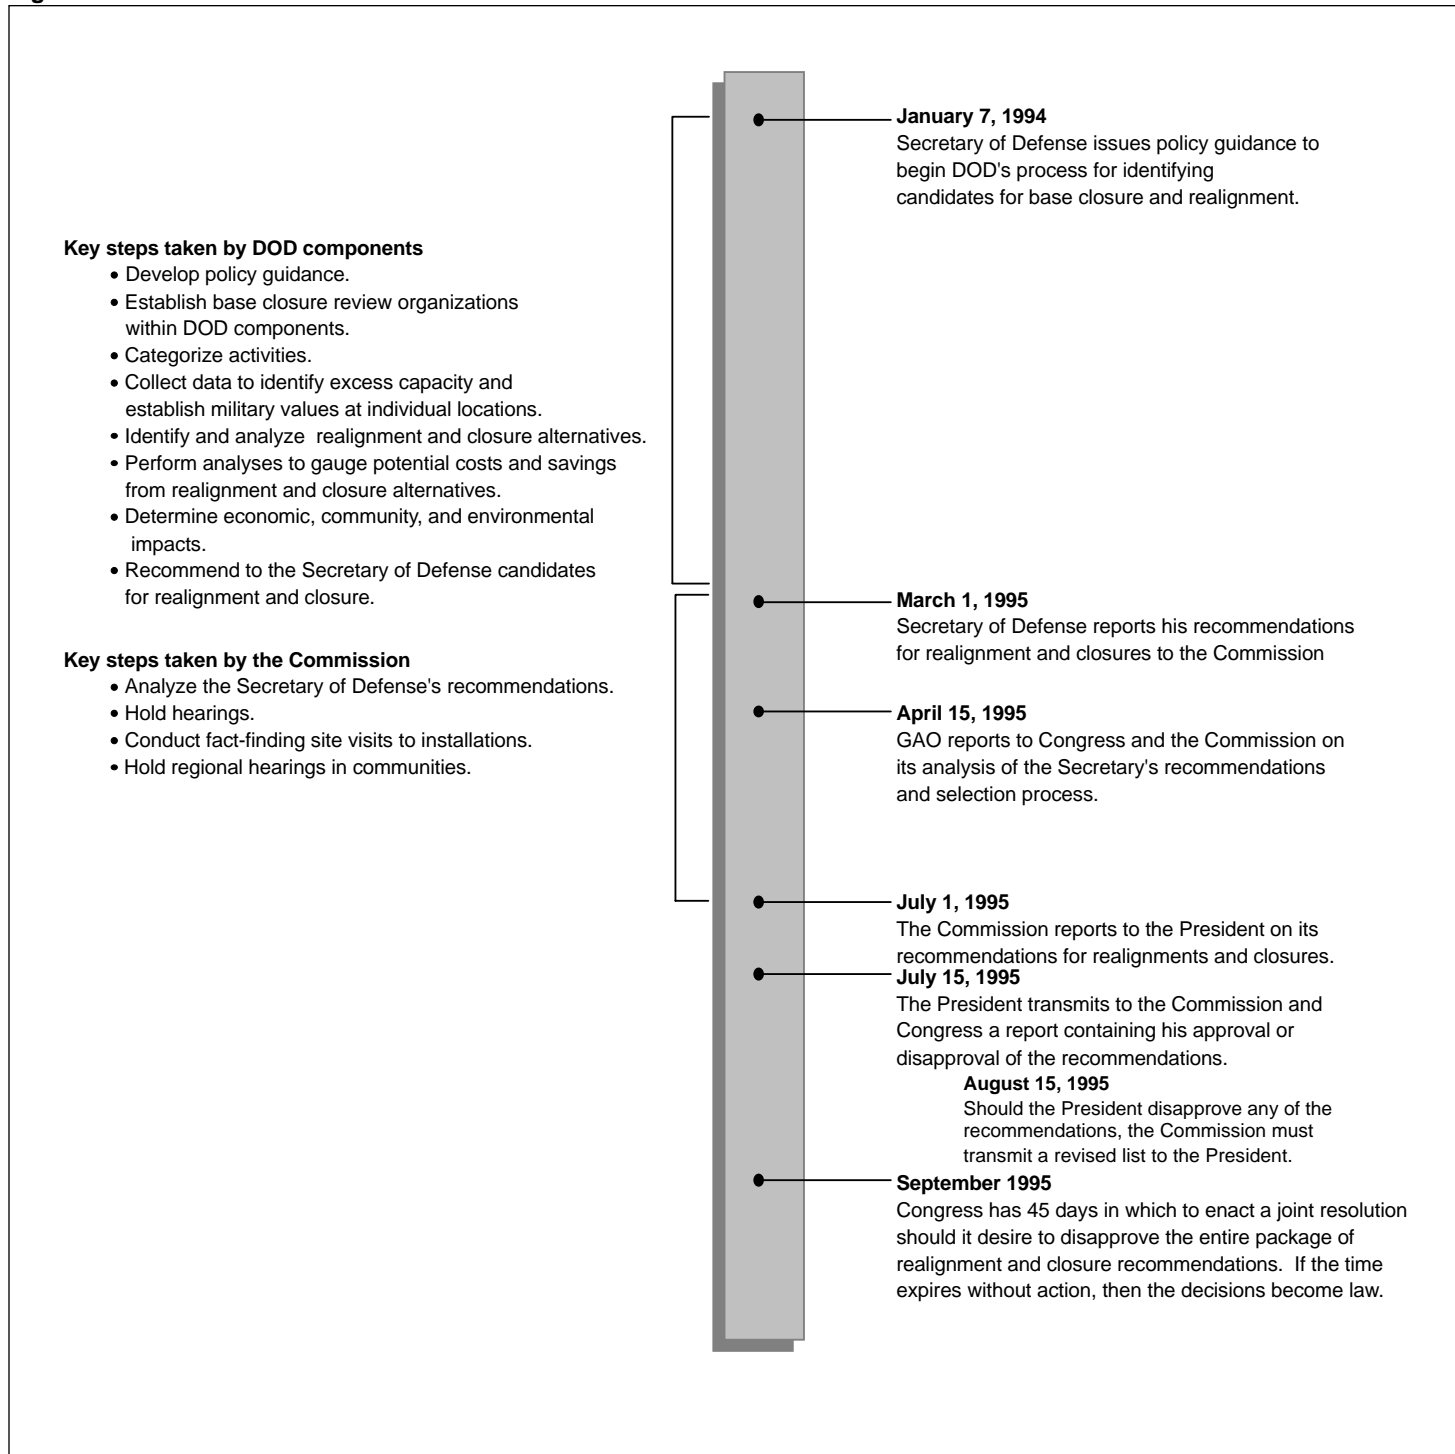 January 7, 1994
Secretary of Defense issues policy guidance to
begin DOD's process for identifying
candidates for base closure and realignment.
Key steps taken by DOD components
• Develop policy guidance.
• Establish base closure review organizations
within DOD components.
• Categorize activities.
• Collect data to identify excess capacity and
establish military values at individual locations.
• Identify and analyze realignment and closure alternatives.
• Perform analyses to gauge potential costs and savings
from realignment and closure alternatives.
• Determine economic, community, and environmental
impacts.
• Recommend to the Secretary of Defense candidates
for realignment and closure.
March 1, 1995
Secretary of Defense reports his recommendations
for realignment and closures to the Commission
Key steps taken by the Commission
• Analyze the Secretary of Defense's recommendations.
• Hold hearings.
• Conduct fact-finding site visits to installations.
• Hold regional hearings in communities.
April 15, 1995
GAO reports to Congress and the Commission on
its analysis of the Secretary's recommendations
and selection process.
July 1, 1995
The Commission reports to the President on its
recommendations for realignments and closures.
July 15, 1995
The President transmits to the Commission and
Congress a report containing his approval or
disapproval of the recommendations.
August 15, 1995
Should the President disapprove any of the
recommendations, the Commission must
transmit a revised list to the President.
September 1995
Congress has 45 days in which to enact a joint resolution
should it desire to disapprove the entire package of
realignment and closure recommendations. If the time
expires without action, then the decisions become law.